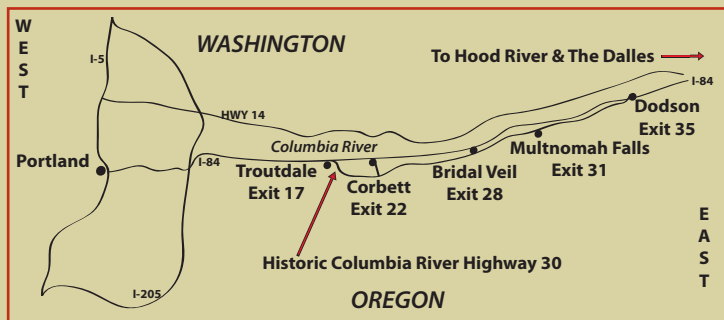 WEST
WASHINGTON
I-5
To Hood River & The Dalles
I-84
HWY 14
Columbia River
Dodson
Exit 35
Portland
I-84
Troutdale
Exit 17
Corbett
Exit 22
Bridal Veil
Exit 28
Multnomah Falls
Exit 31
EAST
Historic Columbia River Highway 30
I-205
OREGON